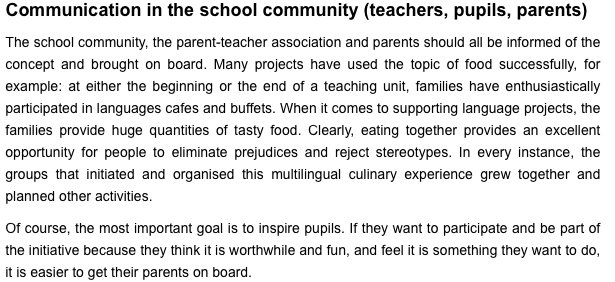 Communication in the school community (teachers, pupils, parents)
The school community, the parent-teacher association and parents should all be informed of the
concept and brought on board. Many projects have used the topic of food successfully, for
example: at either the beginning or the end of a teaching unit, families have enthusiastically
participated in languages cafes and buffets. When it comes to supporting language projects, the
families provide huge quantities of tasty food. Clearly, eating together provides an excellent
opportunity for people to eliminate prejudices and reject stereotypes. In every instance, the
groups that initiated and organised this multilingual culinary experience grew together and
planned other activities.
Of course, the most important goal is to inspire pupils. If they want to participate and be part of
the initiative because they think it is worthwhile and fun, and feel it is something they want to do,
it is easier to get their parents on board.